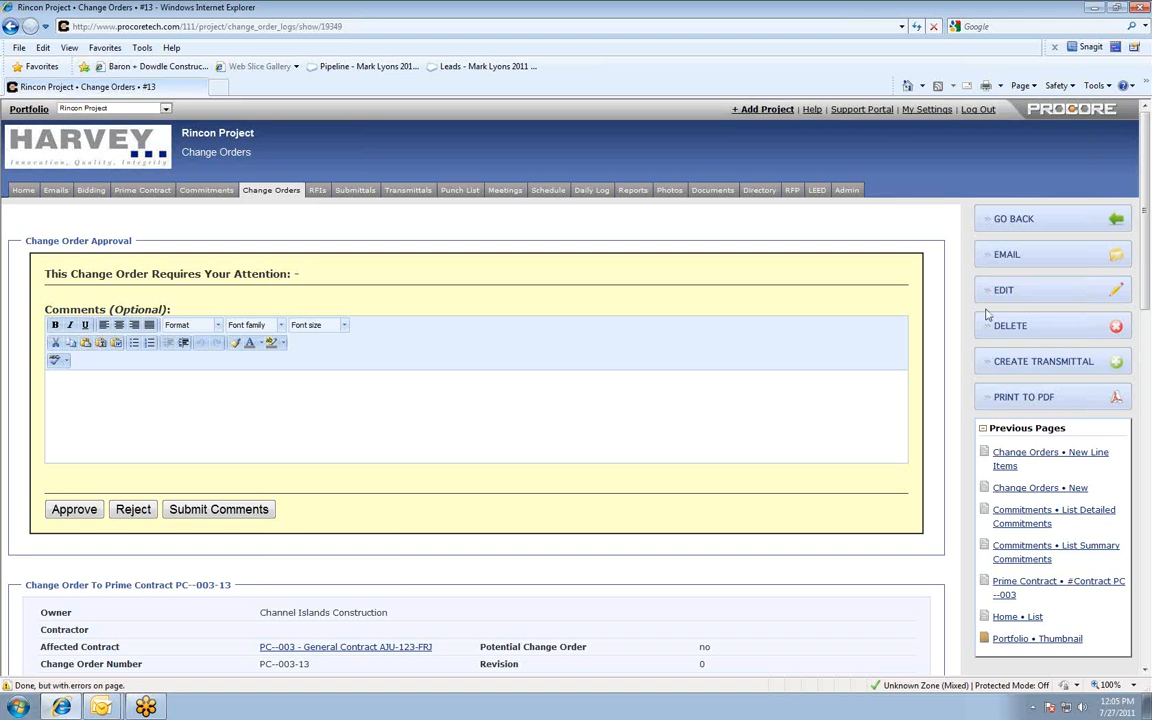 Rincon Project • Change Orders • #13 - Windows Internet Explorer
http://www.procoretech.com/111/project/change_order_logs/show/19349
Google
File Edit View Favorites Tools Help
x Snagit
Favorites Baron + Dowdle Construc... Web Slice Gallery Pipeline - Mark Lyons 201... Leads - Mark Lyons 2011 ...
Rincon Project • Change Orders • #13
Page Safety Tools
Portfolio Rincon Project + Add Project Help Support Portal My Settings Log Out PROCORE
HARVEY
Innovation, Quality, Integrity
Rincon Project
Change Orders
Home Emails Bidding Prime Contract Commitments Change Orders RFIs Submittals Transmittals Punch List Meetings Schedule Daily Log Reports Photos Documents Directory RFP LEED Admin
Change Order Approval
This Change Order Requires Your Attention: -
Comments (Optional):
B I U Format Font family Font size
A
ABC
Approve Reject Submit Comments
Change Order To Prime Contract PC--003-13
Owner Channel Islands Construction
Contractor
Affected Contract PC--003 - General Contract AJU-123-FRJ Potential Change Order no
Change Order Number PC--003-13 Revision 0
GO BACK
EMAIL
EDIT
DELETE
CREATE TRANSMITTAL
PRINT TO PDF
Previous Pages
Change Orders • New Line
Items
Change Orders • New
Commitments • List Detailed
Commitments
Commitments • List Summary
Commitments
Prime Contract • #Contract PC
--003
Home • List
Portfolio • Thumbnail
Done, but with errors on page. Unknown Zone (Mixed) | Protected Mode: Off 100%
12:05 PM
7/27/2011